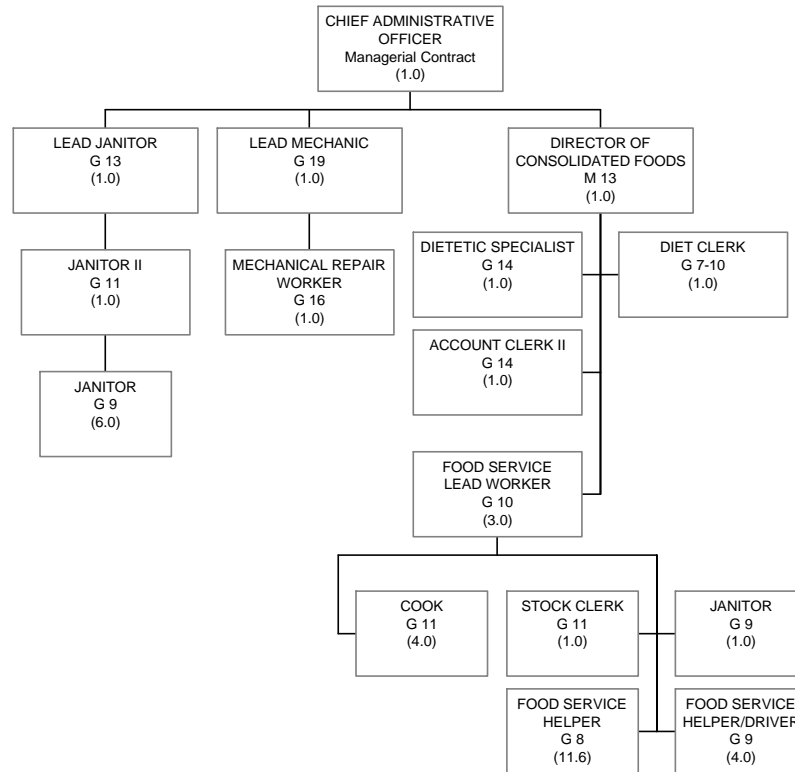 CHIEF ADMINISTRATIVE
OFFICER
Managerial Contract
(1.0)
LEAD JANITOR
G 13
(1.0)
LEAD MECHANIC
G 19
(1.0)
DIRECTOR OF
CONSOLIDATED FOODS
M 13
(1.0)
JANITOR II
G 11
(1.0)
MECHANICAL REPAIR
WORKER
G 16
(1.0)
DIETETIC SPECIALIST
G 14
(1.0)
DIET CLERK
G 7-10
(1.0)
ACCOUNT CLERK II
G 14
(1.0)
JANITOR
G 9
(6.0)
FOOD SERVICE
LEAD WORKER
G 10
(3.0)
COOK
G 11
(4.0)
STOCK CLERK
G 11
(1.0)
JANITOR
G 9
(1.0)
FOOD SERVICE
HELPER
G 8
(11.6)
FOOD SERVICE
HELPER/DRIVER
G 9
(4.0)